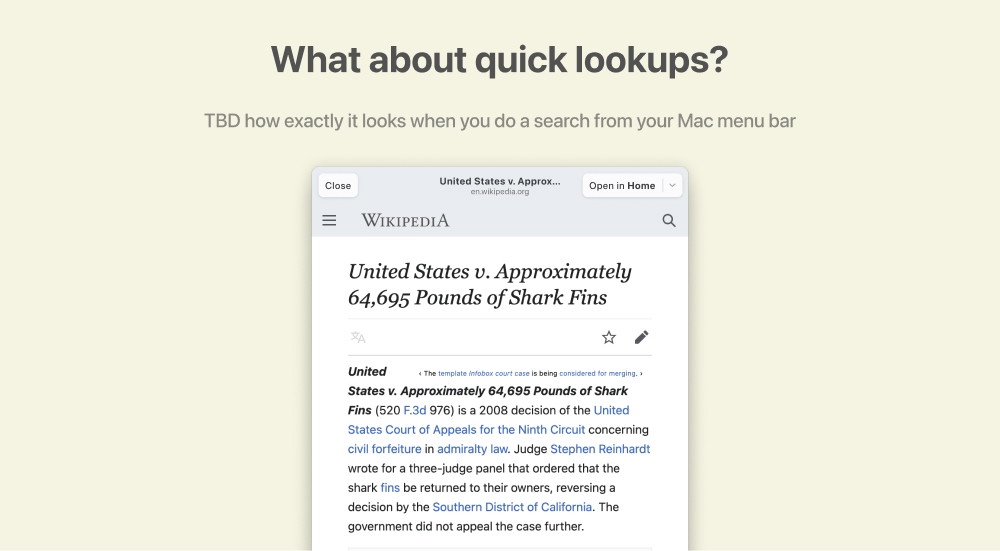 What about quick lookups?
TBD how exactly it looks when you do a search from your Mac menu bar
Close
United States v. Approx...
en.wikipedia.org
Open in Home
WIKIPEDIA
United States v. Approximately
64,695 Pounds of Shark Fins
United
‹ The template Infobox court case is being considered for merging. ›
States v. Approximately 64,695 Pounds of Shark
Fins (520 F.3d 976) is a 2008 decision of the United
States Court of Appeals for the Ninth Circuit concerning
civil forfeiture in admiralty law. Judge Stephen Reinhardt
wrote for a three-judge panel that ordered that the
shark fins be returned to their owners, reversing a
decision by the Southern District of California. The
government did not appeal the case further.